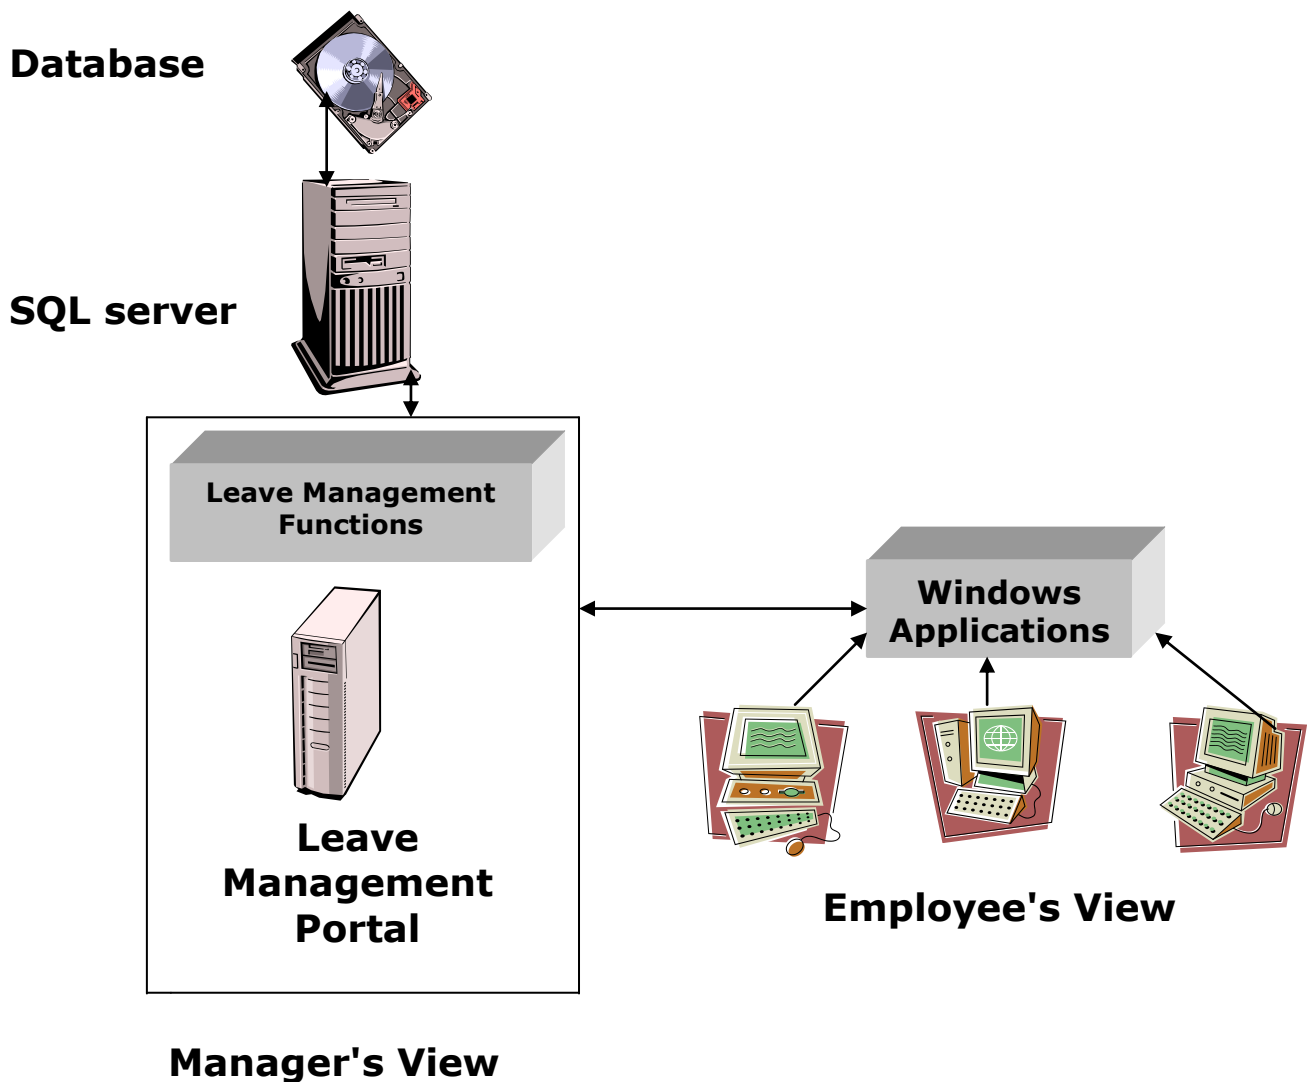 Database
SQL server
Leave Management
Functions
Windows
Applications
Leave
Management
Portal
Employee's View
Manager's View